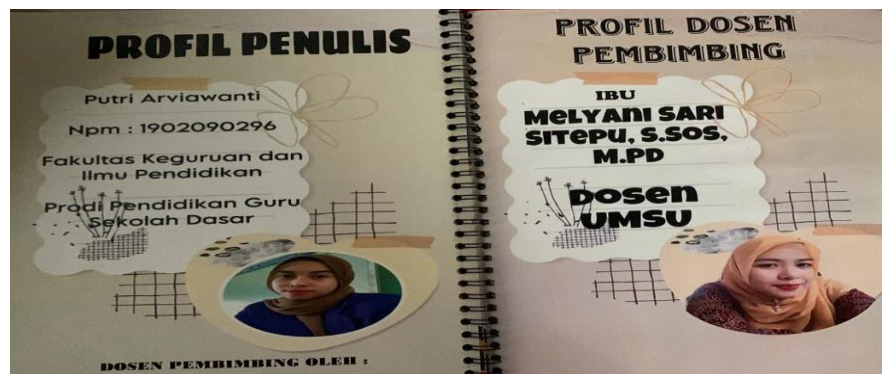 PROFIL PENULIS
Putri Arviawanti
Npm : 1902090296
Fakultas Keguruan dan
Ilmu Pendidikan
Prodi Pendidikan Guru
Sekolah Dasar
DOSEN PEMBIMBING OLEH :
PROFIL DOSEN
PEMBIMBING
IBU
MELYANI SARI
SITEPU, S.SOS,
M.PD
DOSEN
UMSU